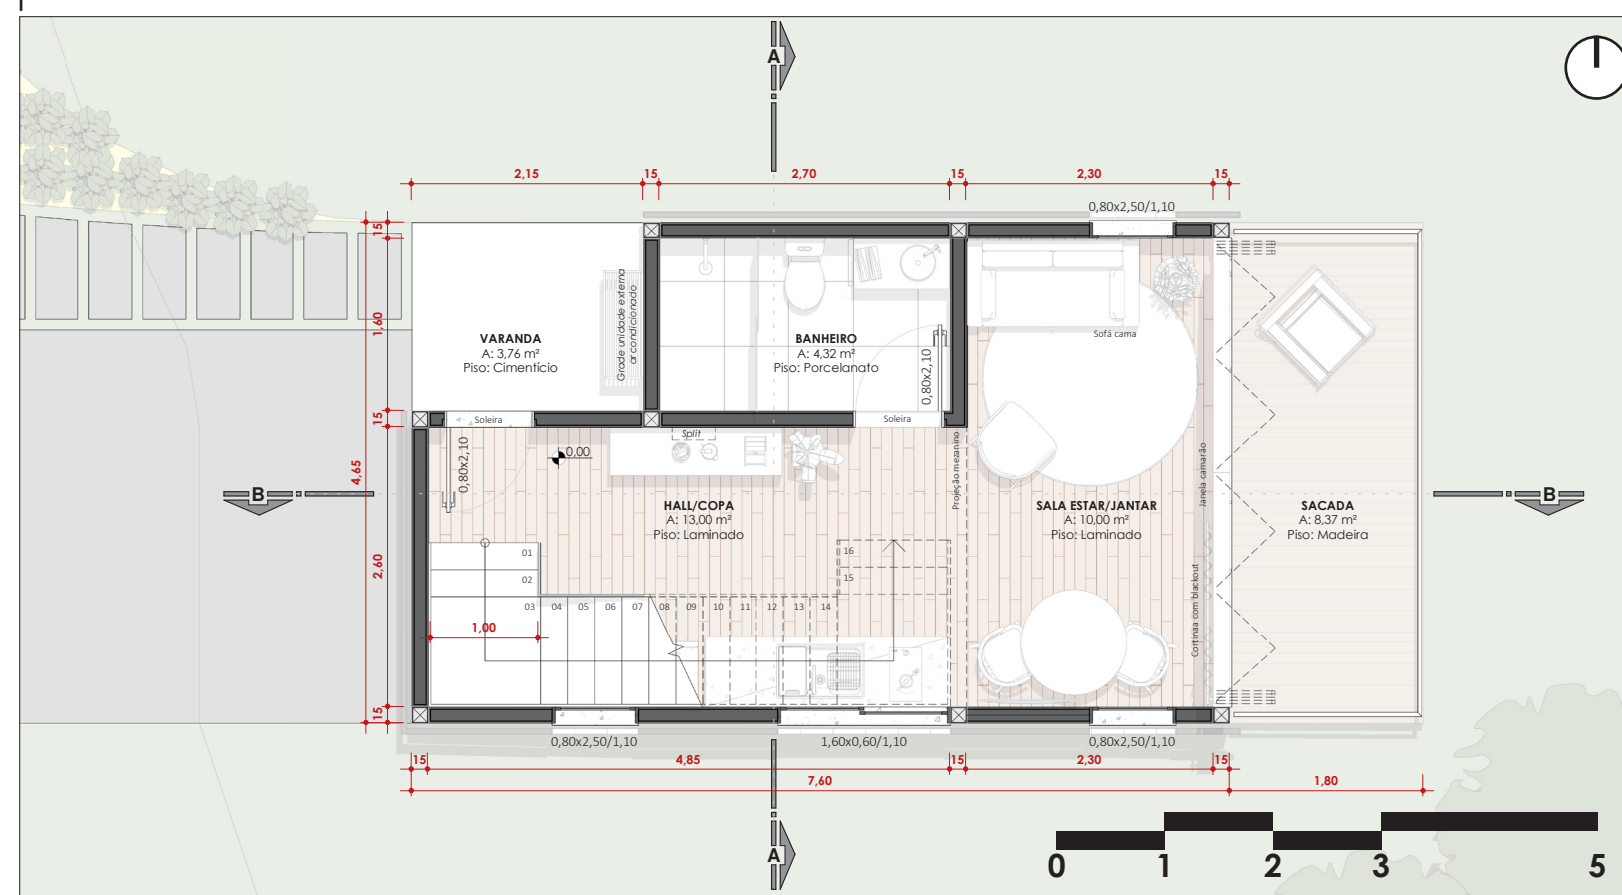 A
2,15
15
2,70
15
2,30
15
0,80x2,50/1,10
15
1,60
15
4,65
2,60
15
VARANDA
A: 3,76 m²
Piso: Cimentício
Grade unidade externa
ar condicionado
BANHEIRO
A: 4,32 m²
Piso: Porcelanato
0,80x2,10
Sofá cama
Soleira
Soleira
Split
0,00
0,80x2,10
Projeção mezanino
Janela camarão
B
B
HALL/COPA
A: 13,00 m²
Piso: Laminado
SALA ESTAR/JANTAR
A: 10,00 m²
Piso: Laminado
SACADA
A: 8,37 m²
Piso: Madeira
Cortinaa com blackout
01
02
03 04 05 06 07 08 09 10 11 12 13 14
15
16
1,00
0,80x2,50/1,10
1,60x0,60/1,10
0,80x2,50/1,10
15
4,85
15
2,30
15
7,60
1,80
A
0 1 2 3 5